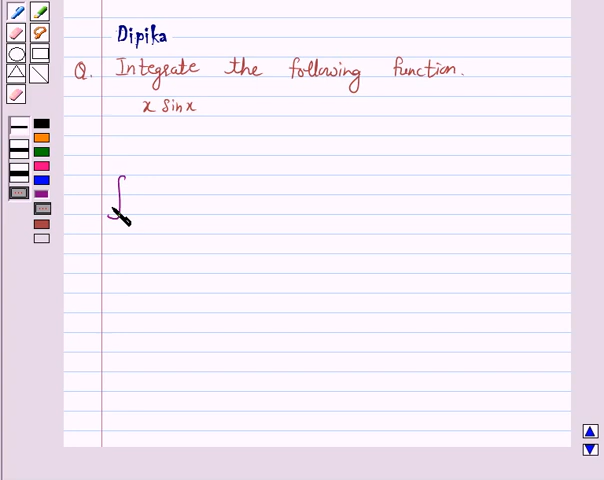 Dipika
Q. Integrate the following function.
x Sin x
∫